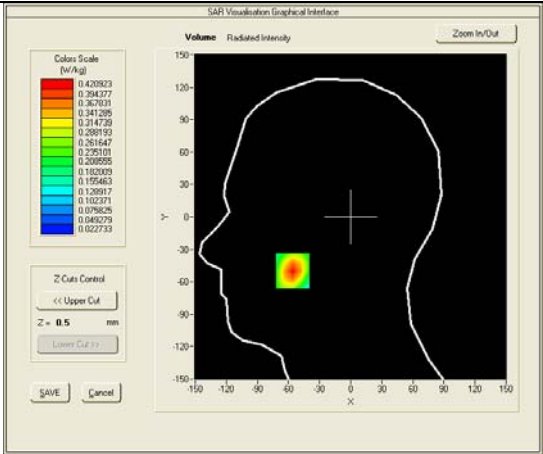 SAR Visualisation Graphical Interface
Volume Radiated Intensity
Zoom In/Out
Colors Scale
(W/kg)
0.420923
0.394377
0.367831
0.341285
0.314739
0.288193
0.261647
0.235101
0.208555
0.182009
0.155463
0.128917
0.102371
0.075825
0.049279
0.022733
Z-Cuts Control
<< Upper Cut
Z = 0.5 mm
Lower Cut >>
SAVE Cancel
150
120
90
60
30
0
-30
-60
-90
-120
-150
Y
-150 -120 -90 -60 -30 0 30 60 90 120 150
X